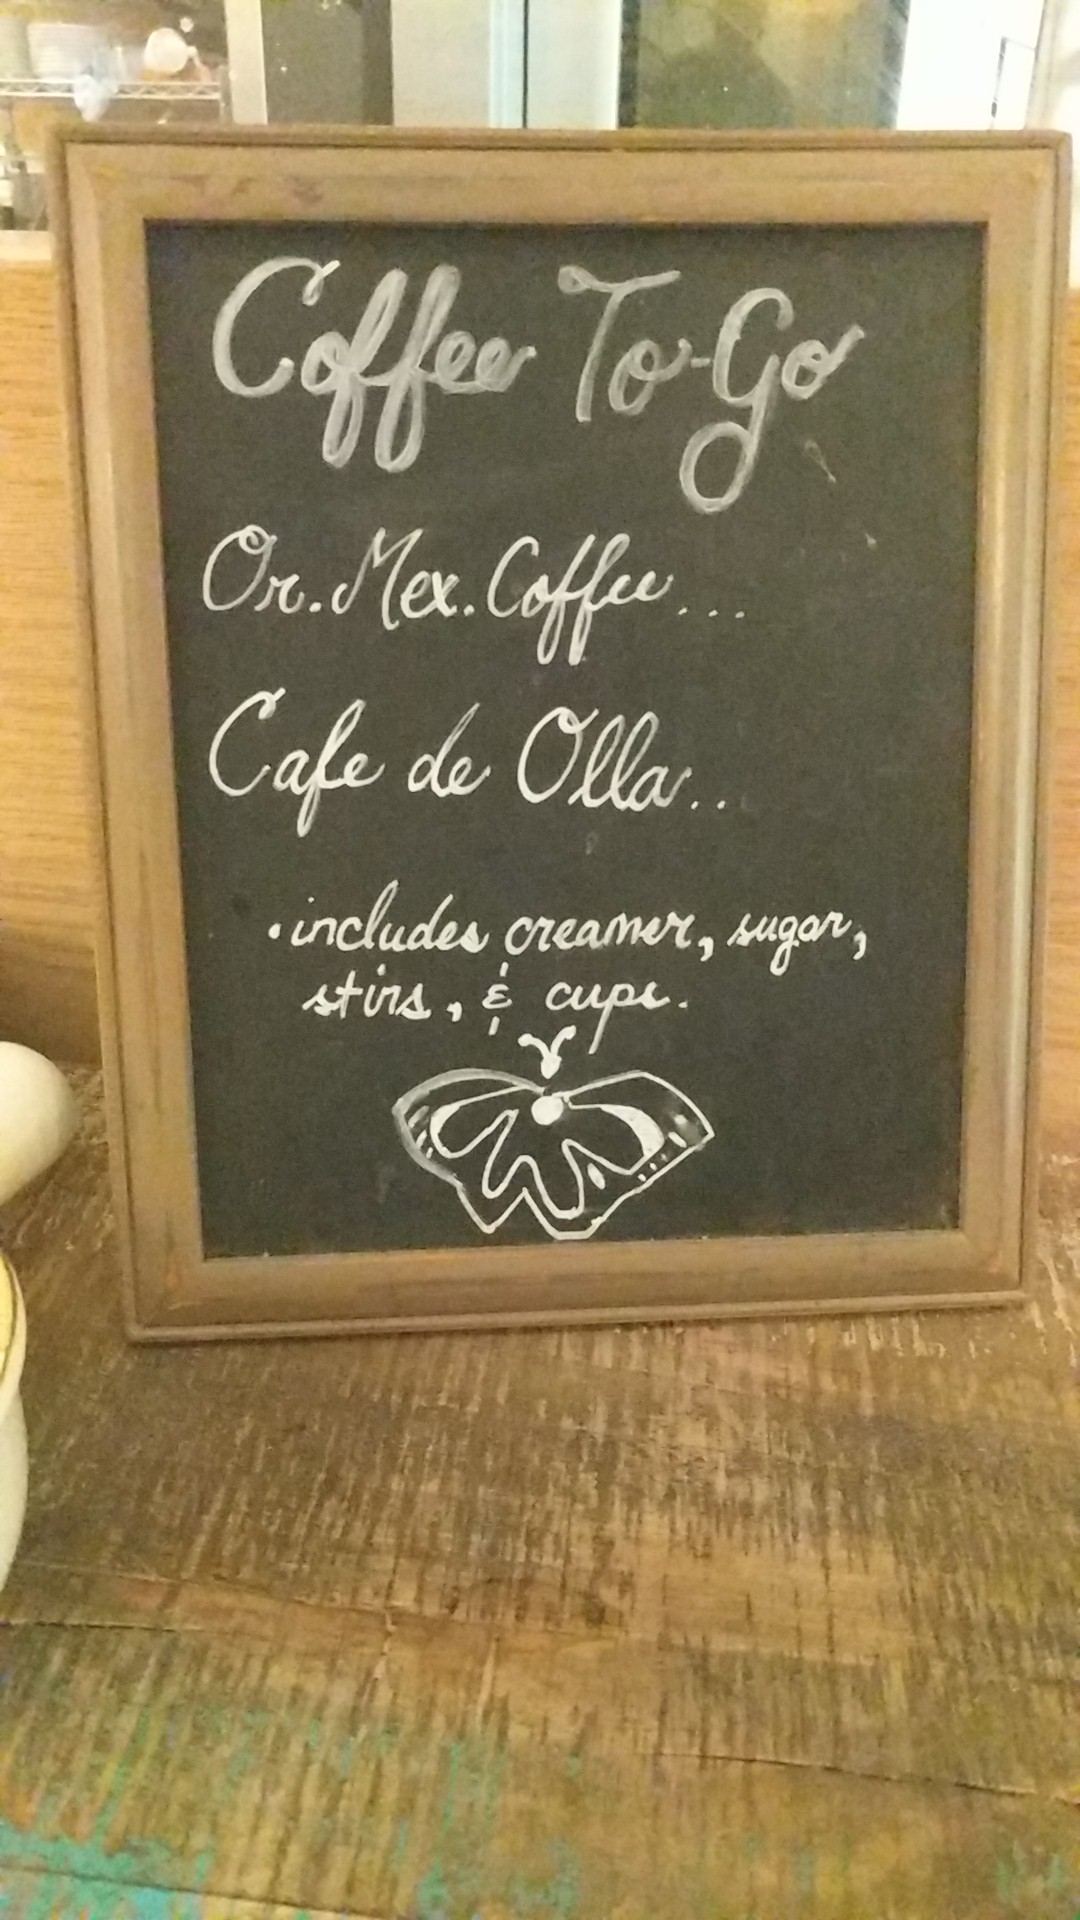 Coffee To-Go
Or. Mex. Coffee...
Cafe de Olla..
• includes creamer, sugar,
stirs, & cups.